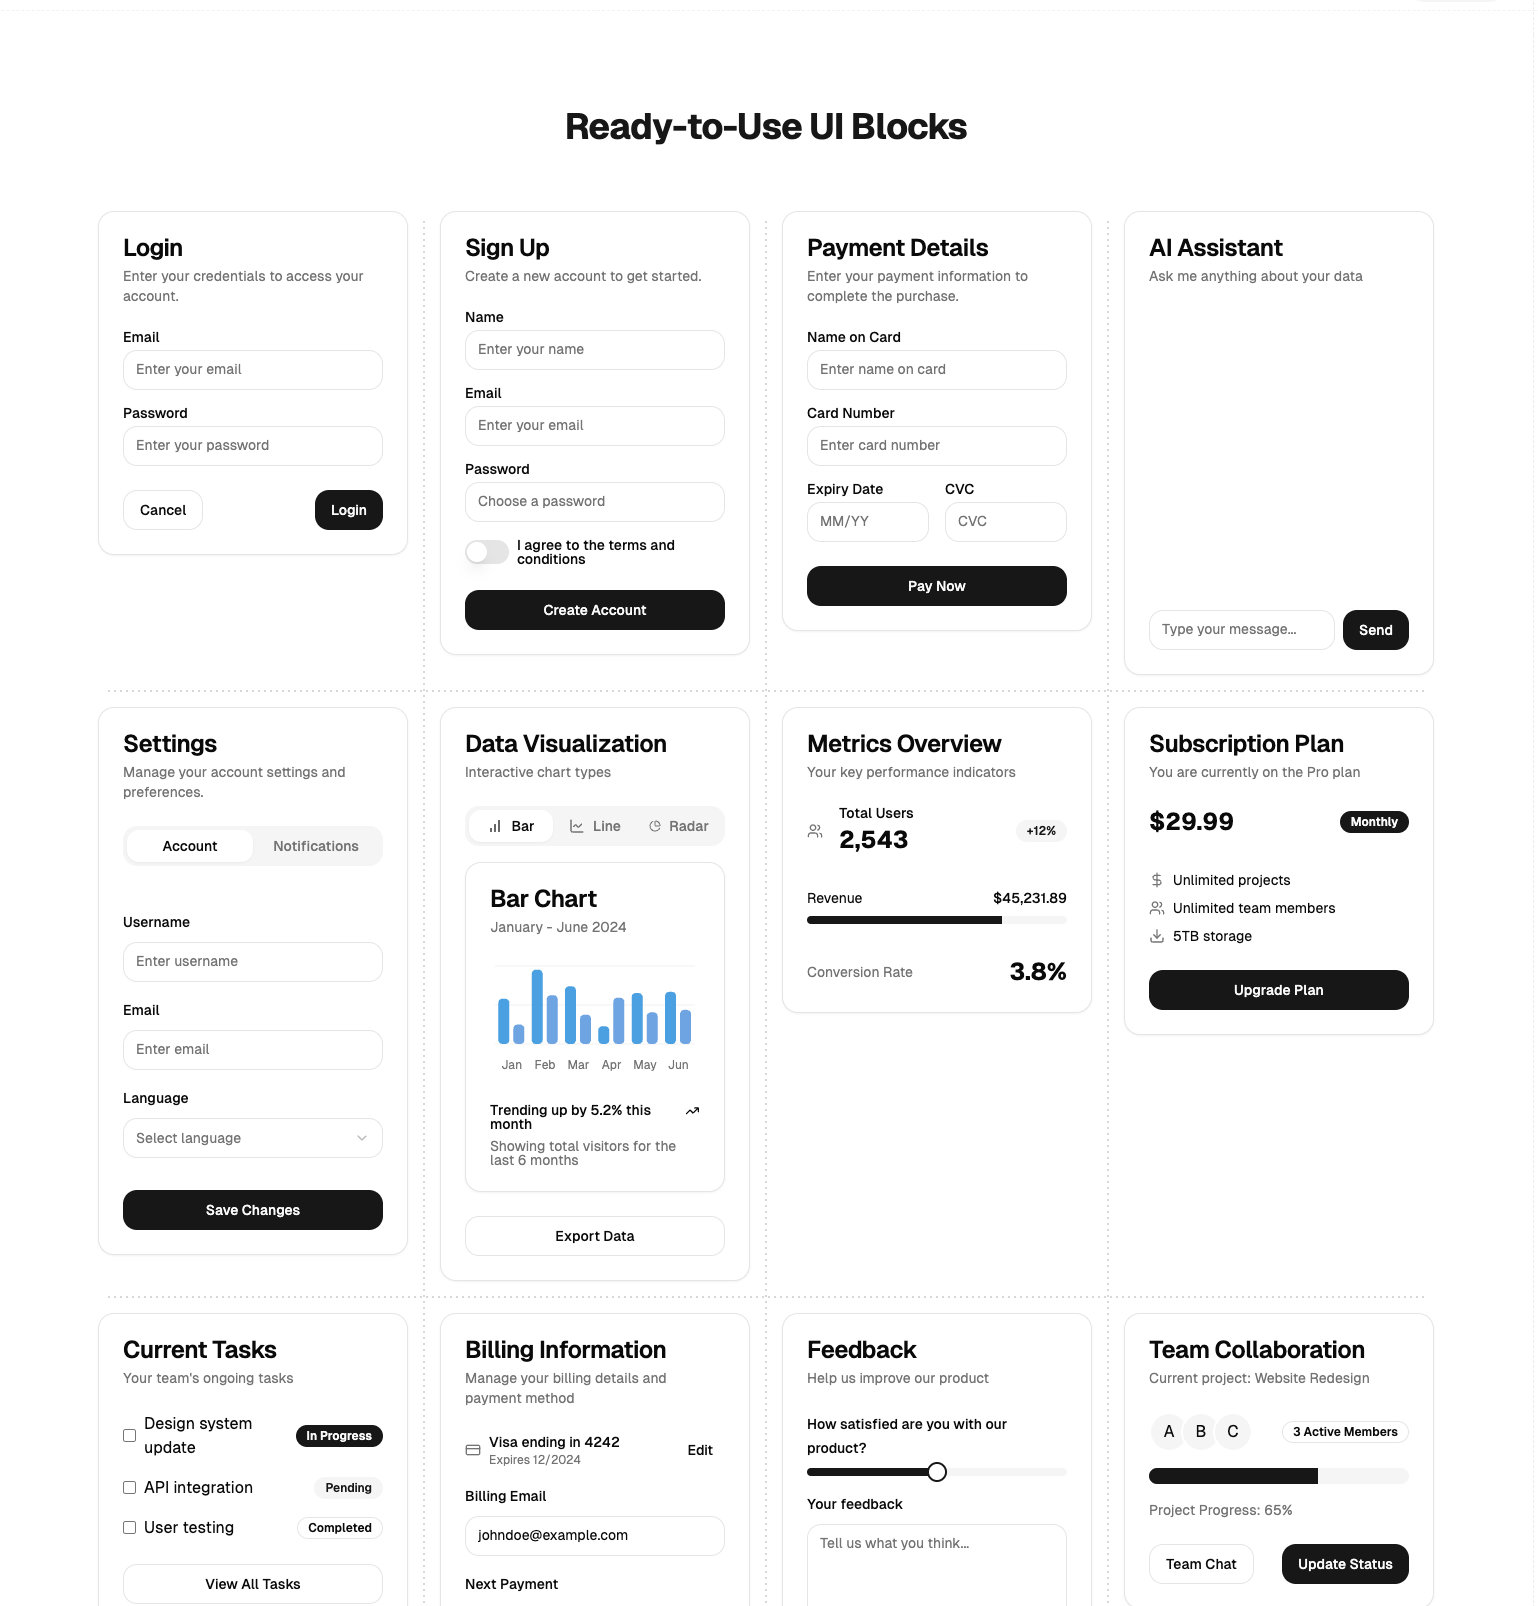 Ready-to-Use UI Blocks
Login
Enter your credentials to access your
account.
Email
Enter your email
Password
Enter your password
Cancel
Login
Sign Up
Create a new account to get started.
Name
Enter your name
Email
Enter your email
Password
Choose a password
I agree to the terms and
conditions
Create Account
Payment Details
Enter your payment information to
complete the purchase.
Name on Card
Enter name on card
Card Number
Enter card number
Expiry Date
CVC
MM/YY
CVC
Pay Now
AI Assistant
Ask me anything about your data
Type your message...
Send
Settings
Manage your account settings and
preferences.
Account
Notifications
Username
Enter username
Email
Enter email
Language
Select language
Save Changes
Data Visualization
Interactive chart types
Bar
Line
Radar
Bar Chart
January - June 2024
Jan Feb Mar Apr May Jun
Trending up by 5.2% this
month
Showing total visitors for the
last 6 months
Export Data
Metrics Overview
Your key performance indicators
Total Users
2,543
+12%
Revenue
$45,231.89
Conversion Rate
3.8%
Subscription Plan
You are currently on the Pro plan
$29.99
Monthly
Unlimited projects
Unlimited team members
5TB storage
Upgrade Plan
Current Tasks
Your team's ongoing tasks
Design system
update
In Progress
API integration
Pending
User testing
Completed
View All Tasks
Billing Information
Manage your billing details and
payment method
Visa ending in 4242
Expires 12/2024
Edit
Billing Email
johndoe@example.com
Next Payment
Feedback
Help us improve our product
How satisfied are you with our
product?
Your feedback
Tell us what you think...
Team Collaboration
Current project: Website Redesign
A
B
C
3 Active Members
Project Progress: 65%
Team Chat
Update Status